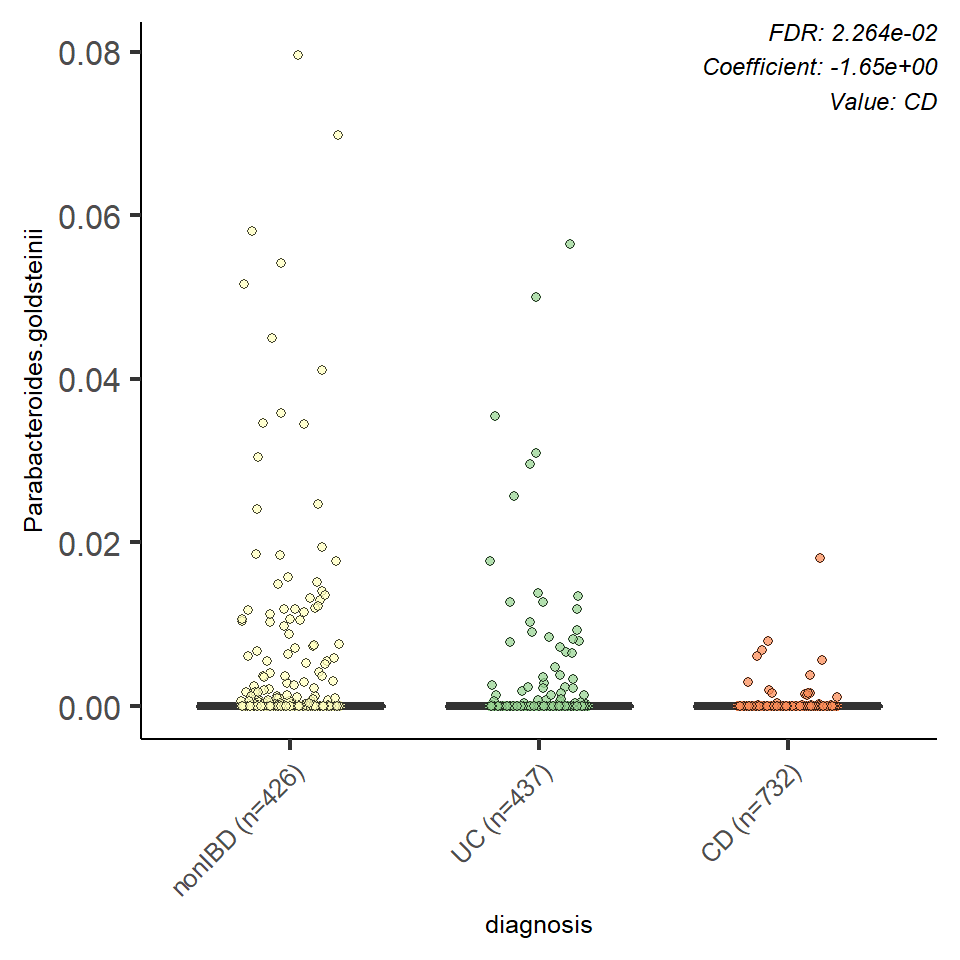 FDR: 2.264e-02
Coefficient: -1.65e+00
Value: CD
Parabacteroides.goldsteinii
0.08
0.06
0.04
0.02
0.00
nonIBD (n=426)
UC (n=437)
CD (n=732)
diagnosis